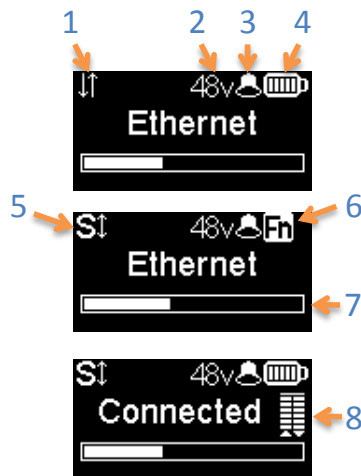 1 2 3 4
48v
Ethernet
5 6
S 48v Fn
Ethernet
7
S 48v
Connected
8